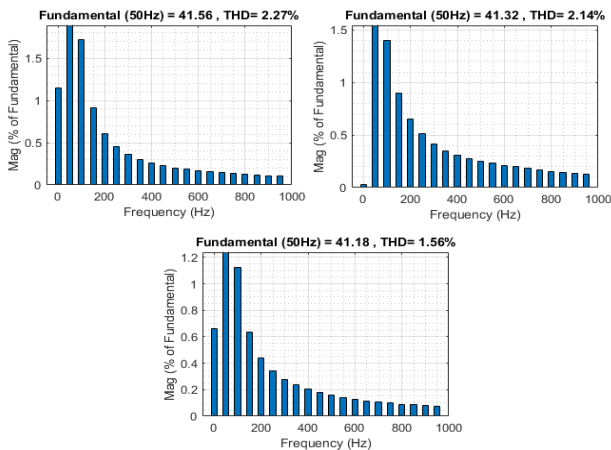 Fundamental (50Hz) = 41.56 , THD= 2.27%
Mag (% of Fundamental)
1.5
1
0.5
0
0 200 400 600 800 1000
Frequency (Hz)
Fundamental (50Hz) = 41.32 , THD= 2.14%
Mag (% of Fundamental)
1.5
1
0.5
0
0 200 400 600 800 1000
Frequency (Hz)
Fundamental (50Hz) = 41.18 , THD= 1.56%
Mag (% of Fundamental)
1.2
1
0.8
0.6
0.4
0.2
0
0 200 400 600 800 1000
Frequency (Hz)